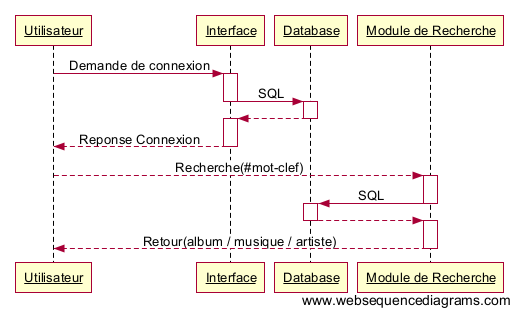 Utilisateur Interface Database Module de Recherche
Demande de connexion
SQL
Reponse Connexion
Recherche(#mot-clef)
SQL
Retour(album / musique / artiste)
Utilisateur Interface Database Module de Recherche
www.websequencediagrams.com